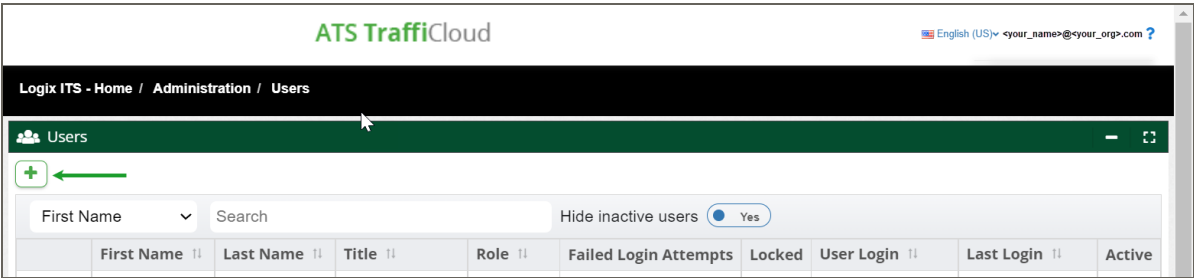 ATS TraffiCloud
English (US) <your_name>@<your_org>.com ?
Logix ITS - Home / Administration / Users
Users
+
First Name Search Hide inactive users Yes
First Name Last Name Title Role Failed Login Attempts Locked User Login Last Login Active